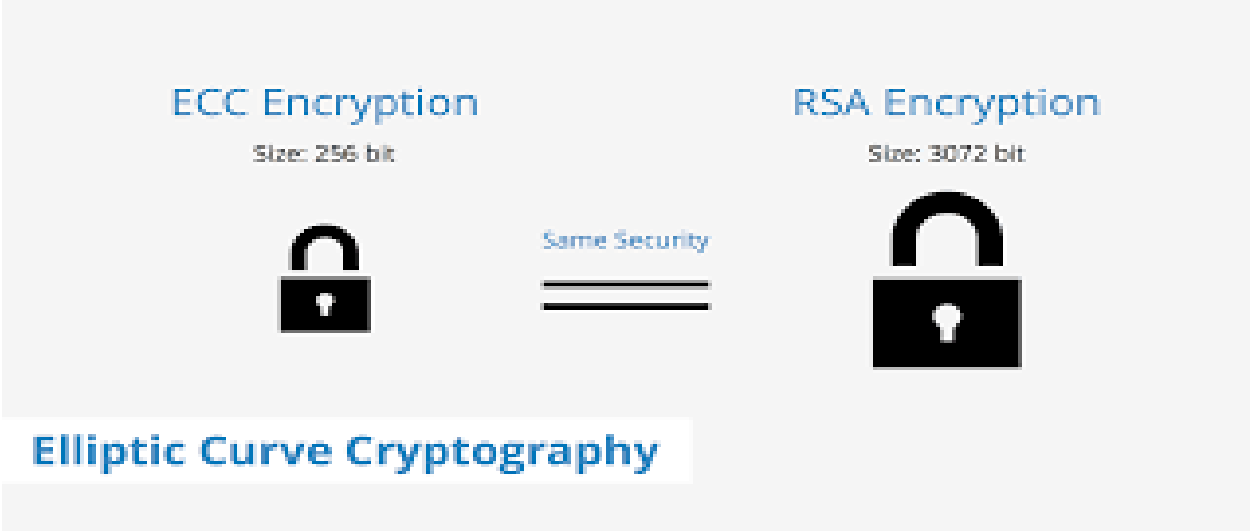 ECC Encryption
Size: 256 bit
RSA Encryption
Size: 3072 bit
Same Security
Elliptic Curve Cryptography